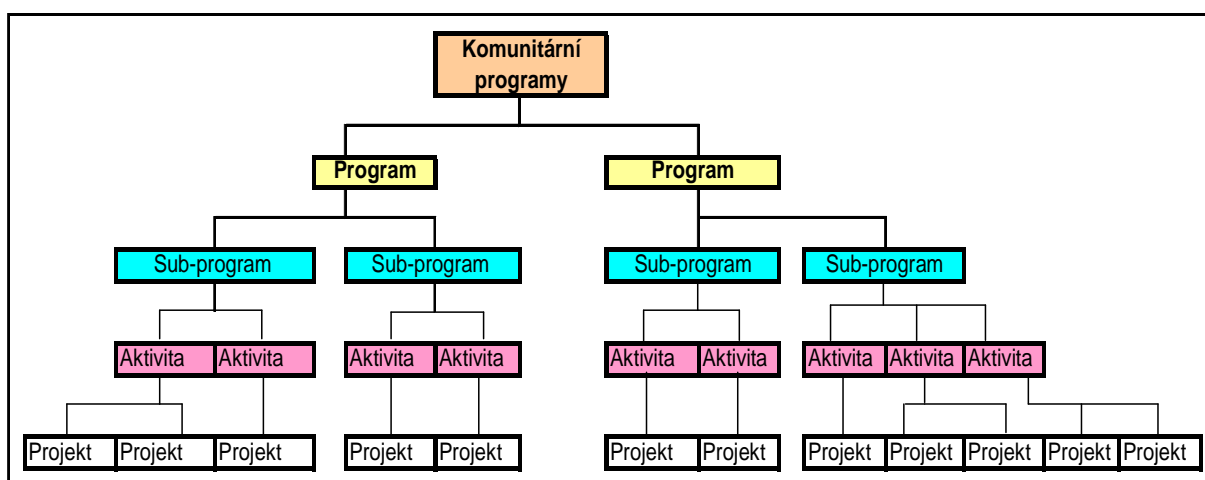 Komunitární
programy
Program Program
Sub-program Sub-program Sub-program Sub-program
Aktivita Aktivita Aktivita Aktivita Aktivita Aktivita Aktivita Aktivita Aktivita
Projekt Projekt Projekt Projekt Projekt Projekt Projekt Projekt Projekt Projekt Projekt Projekt